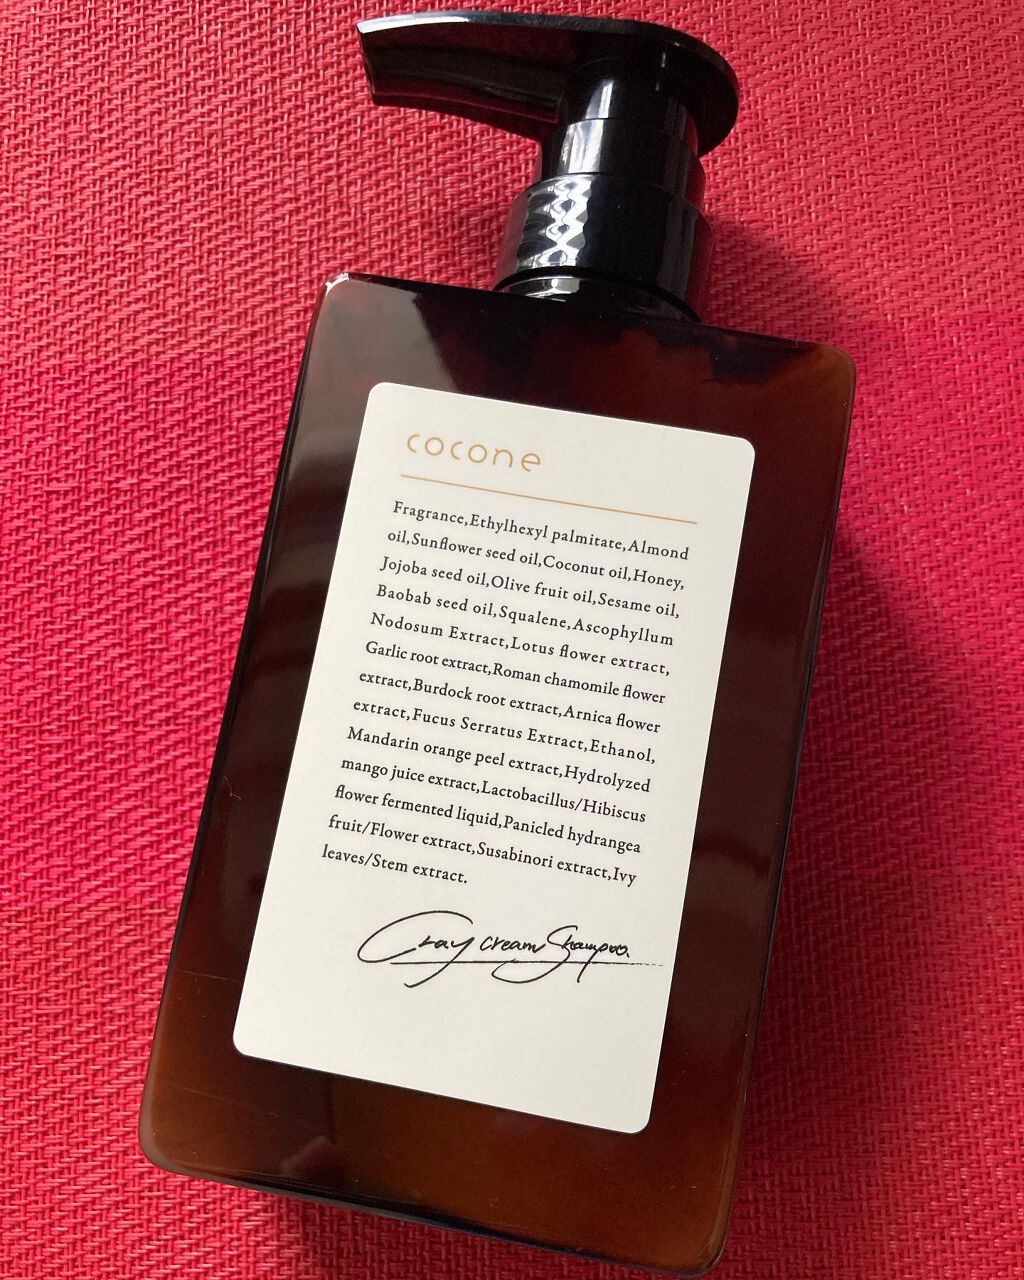 cocone
Fragrance,Ethylhexyl palmitate,Almond
oil,Sunflower seed oil,Coconut oil,Honey,
Jojoba seed oil,Olive fruit oil,Sesame oil,
Baobab seed oil,Squalene,Ascophyllum
Nodosum Extract,Lotus flower extract,
Garlic root extract,Roman chamomile flower
extract,Burdock root extract,Arnica flower
extract,Fucus Serratus Extract,Ethanol,
Mandarin orange peel extract,Hydrolyzed
mango juice extract,Lactobacillus/Hibiscus
flower fermented liquid,Panicled hydrangea
fruit/Flower extract,Susabinori extract,Ivy
leaves/Stem extract.
Cray cream Shampoo